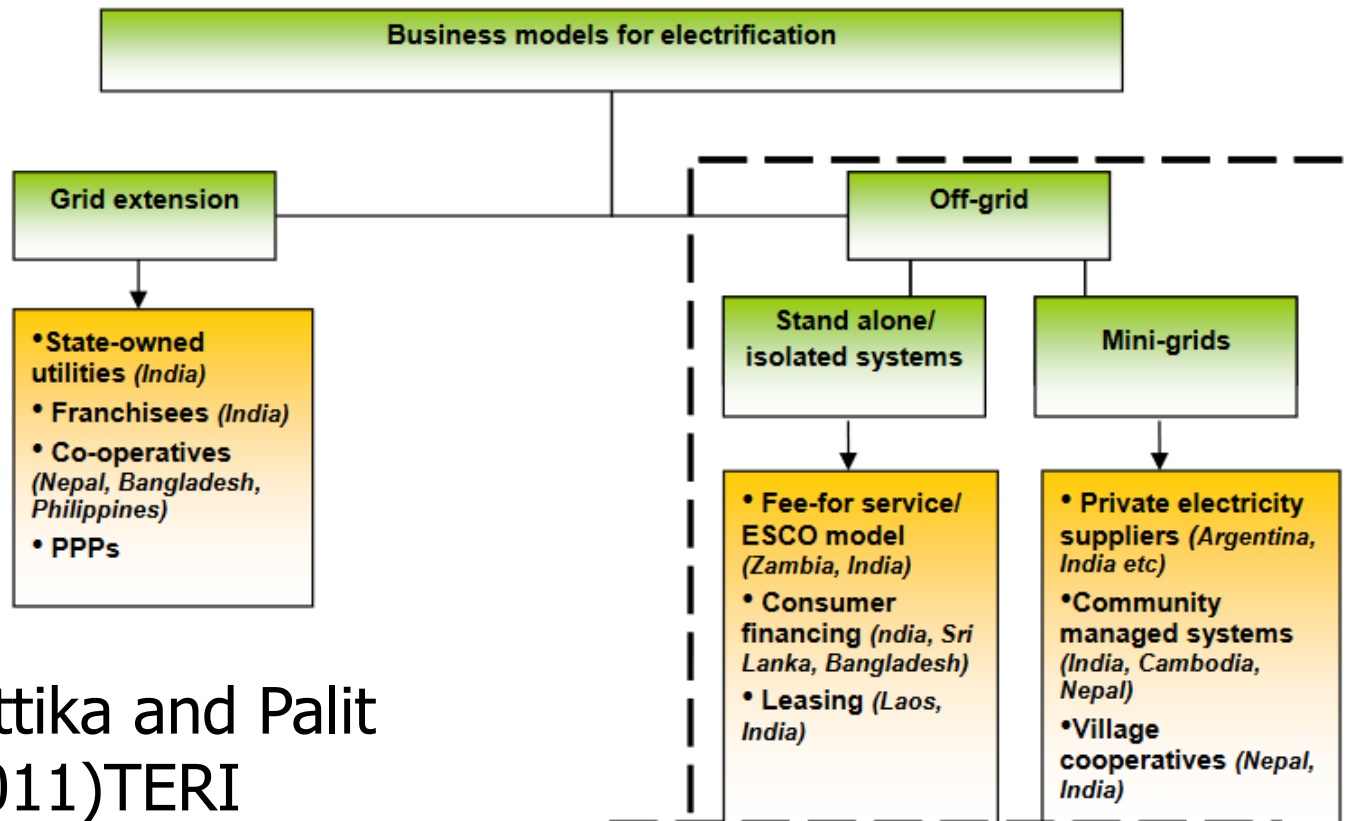 Business models for electrification
Grid extension
Off-grid
Stand alone/
isolated systems
Mini-grids
•State-owned
utilities (India)
• Franchisees (India)
• Co-operatives
(Nepal, Bangladesh,
Philippines)
• PPPs
• Fee-for service/
ESCO model
(Zambia, India)
• Consumer
financing (ndia, Sri
Lanka, Bangladesh)
• Leasing (Laos,
India)
• Private electricity
suppliers (Argentina,
India etc)
•Community
managed systems
(India, Cambodia,
Nepal)
•Village
cooperatives (Nepal,
India)
ttika and Palit
011)TERI